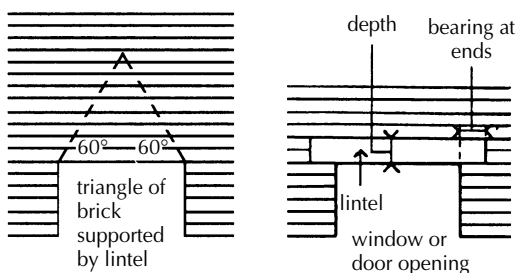 60° 60°
triangle of
brick
supported
by lintel
depth
bearing at
ends
lintel
window or
door opening